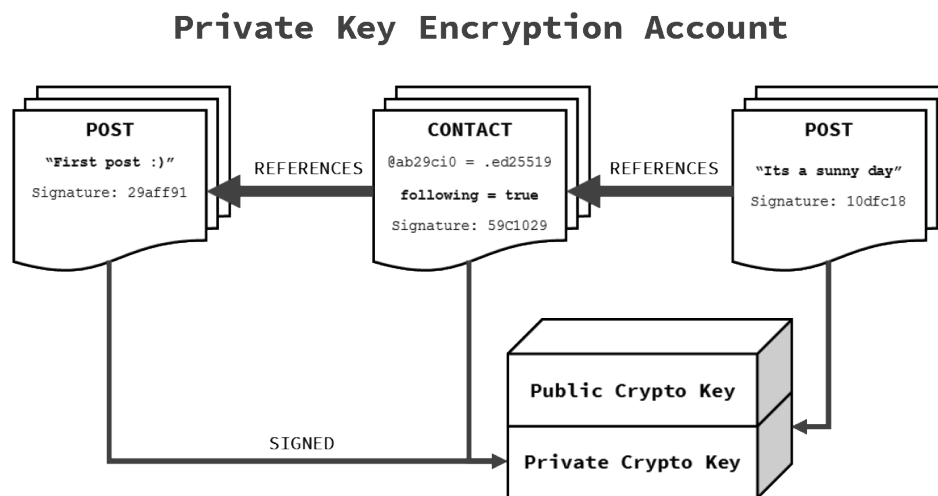 Private Key Encryption Account
POST
“First post :)”
Signature: 29aff91
REFERENCES
CONTACT
@ab29ci0 = .ed25519
following = true
Signature: 59C1029
REFERENCES
POST
“Its a sunny day”
Signature: 10dfc18
Public Crypto Key
SIGNED
Private Crypto Key